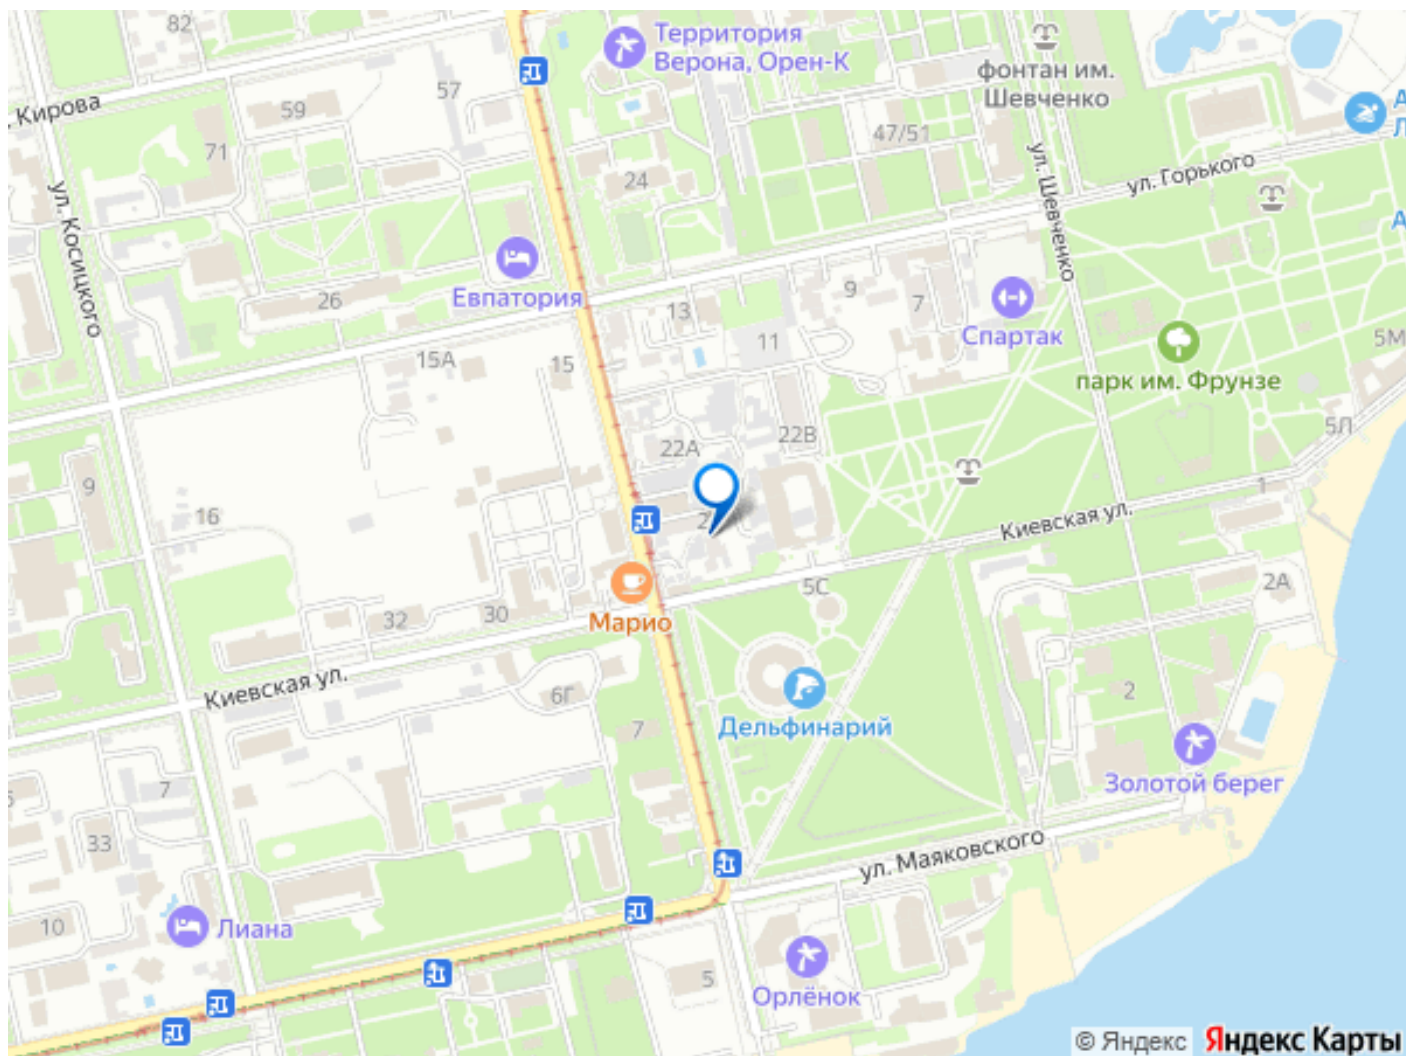 82
Территория
Верона, Орен-К
фонтан им.
Шевченко
57
59
. Кирова
71
47/51
24
ул. Шевченко
ул. Горького
ул. Косицкого
Евпатория
26
13
9
7
11
Спартак
15А
15
парк им. Фрунзе
5М
22А
22В
5Л
9
16
1
Киевская ул.
32
30
Марио
5С
2А
Киевская ул.
6Г
7
2
Дельфинарий
Золотой берег
7
33
ул. Маяковского
10
Лиана
5
Орлёнок
© Яндекс Яндекс Карты